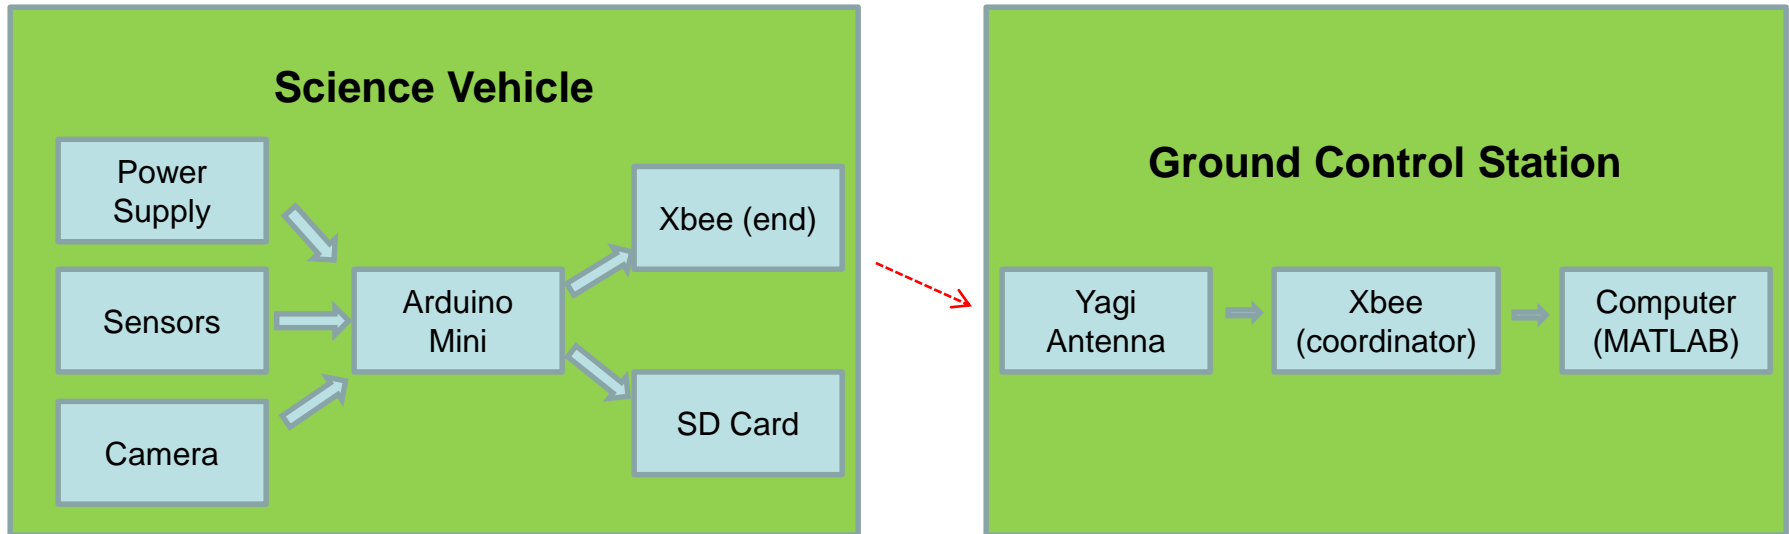 Science Vehicle
Power
Supply
Sensors
Camera
Arduino
Mini
Xbee (end)
SD Card
Ground Control Station
Yagi
Antenna
Xbee
(coordinator)
Computer
(MATLAB)